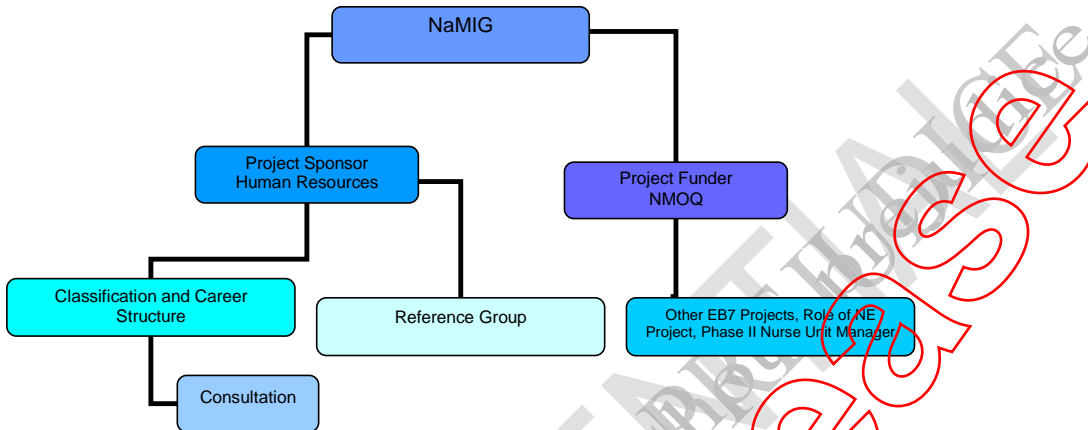 NaMIG
Project Sponsor
Human Resources
Project Funder
NMOQ
Classification and Career
Structure
Reference Group
Other EB7 Projects, Role of NE
Project, Phase II Nurse Unit Manager
Consultation